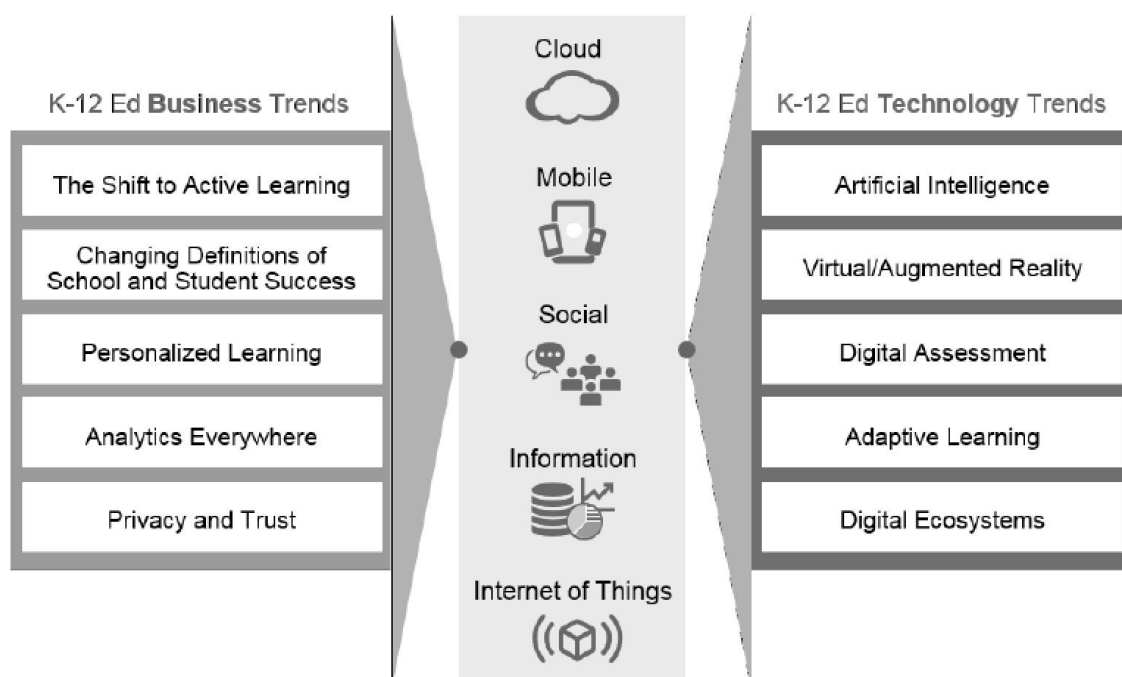 K-12 Ed Business Trends
The Shift to Active Learning
Changing Definitions of
School and Student Success
Personalized Learning
Analytics Everywhere
Privacy and Trust
Cloud
Mobile
Social
Information
Internet of Things
K-12 Ed Technology Trends
Artificial Intelligence
Virtual/Augmented Reality
Digital Assessment
Adaptive Learning
Digital Ecosystems